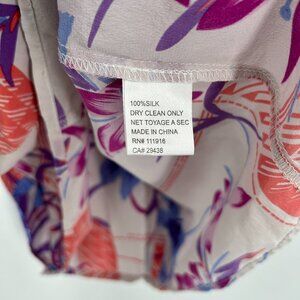 100%SILK
DRY CLEAN ONLY
NET TOYAGE A SEC
MADE IN CHINA
RN# 111916
CA# 29438